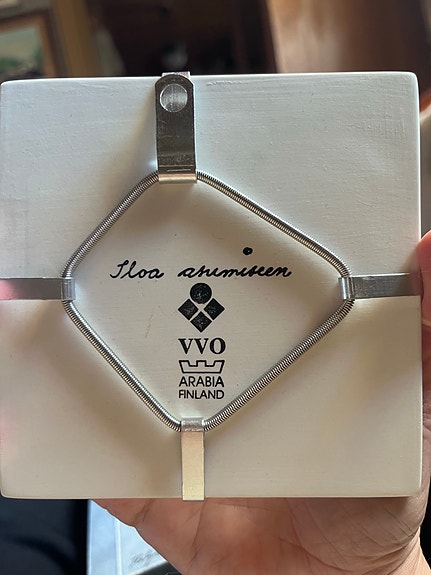 Iloa asumiseen
VVO
ARABIA
FINLAND